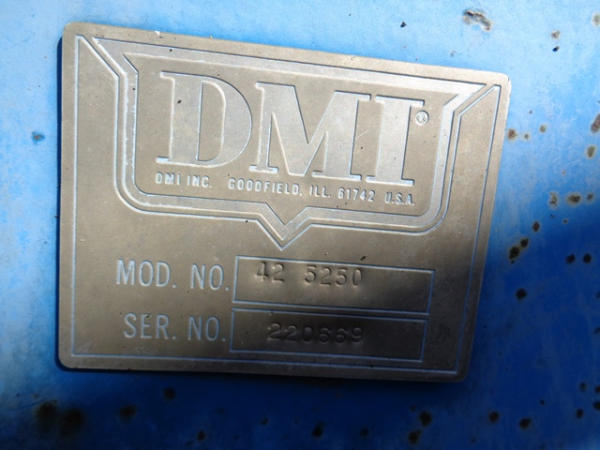 DMI®
DMI INC. GOODFIELD, ILL. 61742 U.S.A.
MOD. NO. 42 5250
SER. NO. 220669